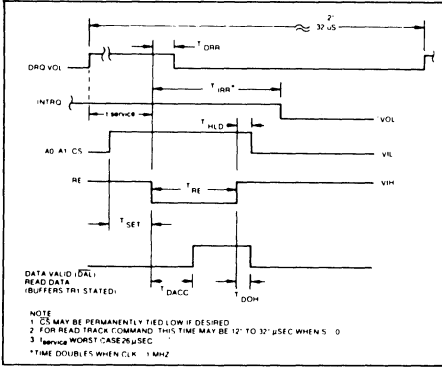 2'
32 µS
T DRR
DRQ VOL
T IRR*
INTRQ
VOL
t service
T HLD
A0 A1 CS
VIL
RE
T RE
VIH
T SET
DATA VALID (DAL)
READ DATA
(BUFFERS TRI STATED)
T DACC
T DOH
NOTE
1 CS MAY BE PERMANENTLY TIED LOW IF DESIRED
2 FOR READ TRACK COMMAND THIS TIME MAY BE 12' TO 32' µSEC WHEN S 0
3 tservice WORST CASE 26 µSEC
*TIME DOUBLES WHEN CLK 1 MHZ